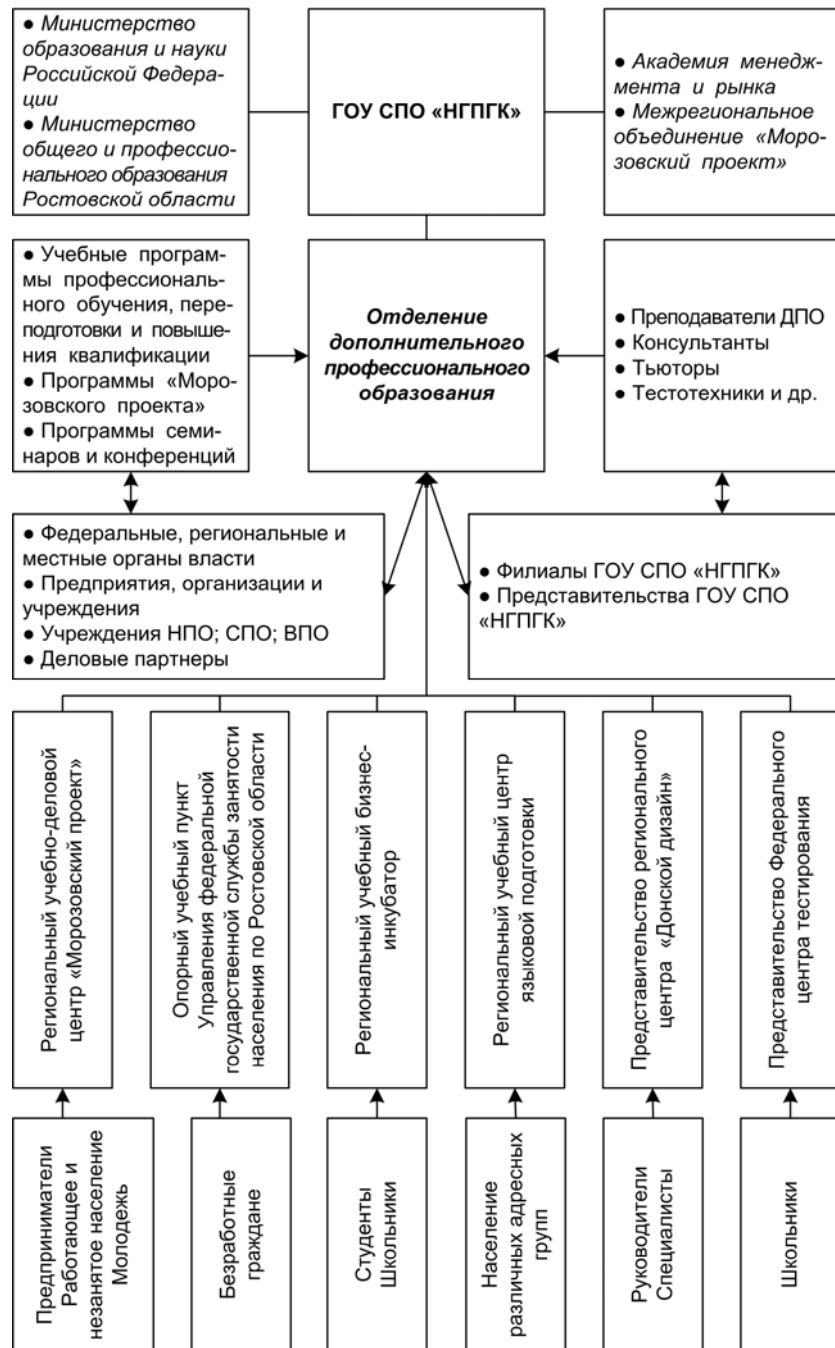 ● Министерство
образования и науки
Российской Федера-
ции
● Министерство
общего и профессио-
нального образования
Ростовской области
ГОУ СПО «НГПГК»
● Академия менедж-
мента и рынка
● Межрегиональное
объединение «Моро-
зовский проект»
● Учебные програм-
мы профессиональ-
ного обучения, пере-
подготовки и повыше-
ния квалификации
● Программы «Моро-
зовского проекта»
● Программы семи-
наров и конференций
Отделение
дополнительного
профессионального
образования
● Преподаватели ДПО
● Консультанты
● Тьюторы
● Тестотехники и др.
● Федеральные, региональные и
местные органы власти
● Предприятия, организации и
учреждения
● Учреждения НПО; СПО; ВПО
● Деловые партнеры
● Филиалы ГОУ СПО «НГПГК»
● Представительства ГОУ СПО
«НГПГК»
Региональный учебно-деловой
центр «Морозовский проект»
Опорный учебный пункт
Управления федеральной
государственной службы занятости
населения по Ростовской области
Региональный учебный бизнес-
инкубатор
Региональный учебный центр
языковой подготовки
Представительство регионального
центра «Донской дизайн»
Представительство Федерального
центра тестирования
Предприниматели
Работающее и
незанятое население
Молодежь
Безработные
граждане
Студенты
Школьники
Население
различных адресных
групп
Руководители
Специалисты
Школьники